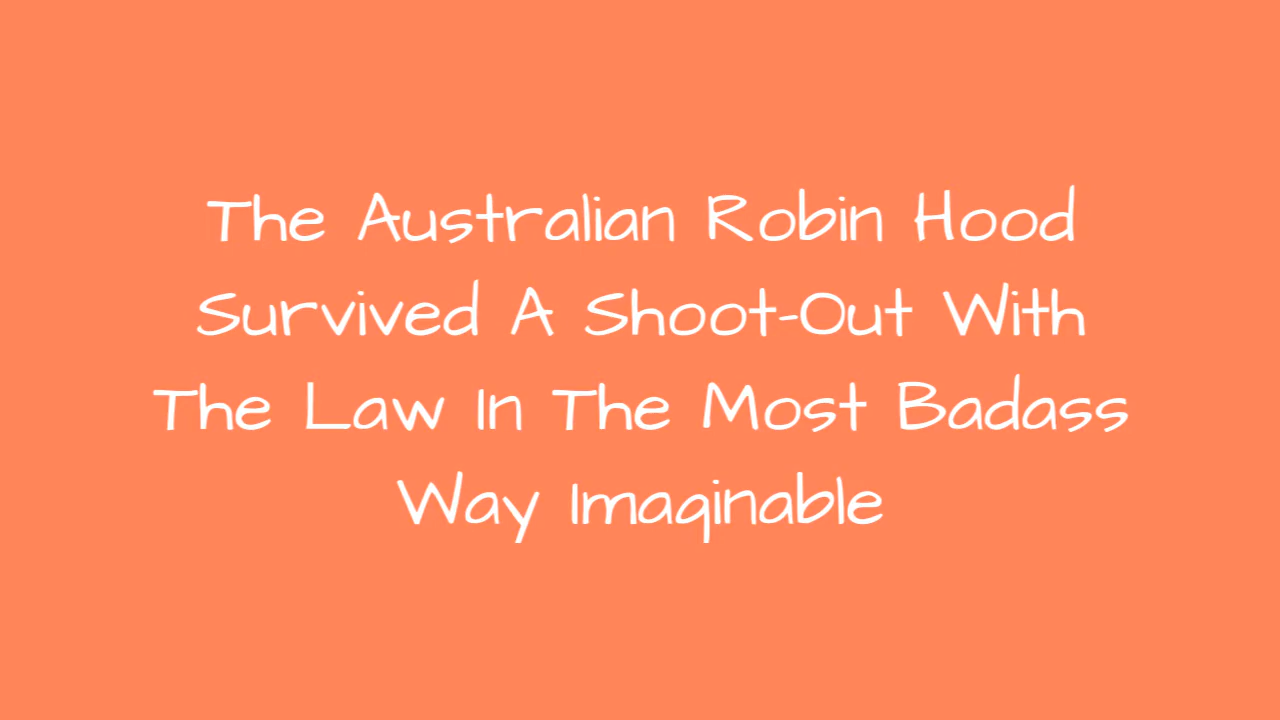 The Australian Robin Hood
Survived A Shoot-Out With
The Law In The Most Badass
Way Imaginable